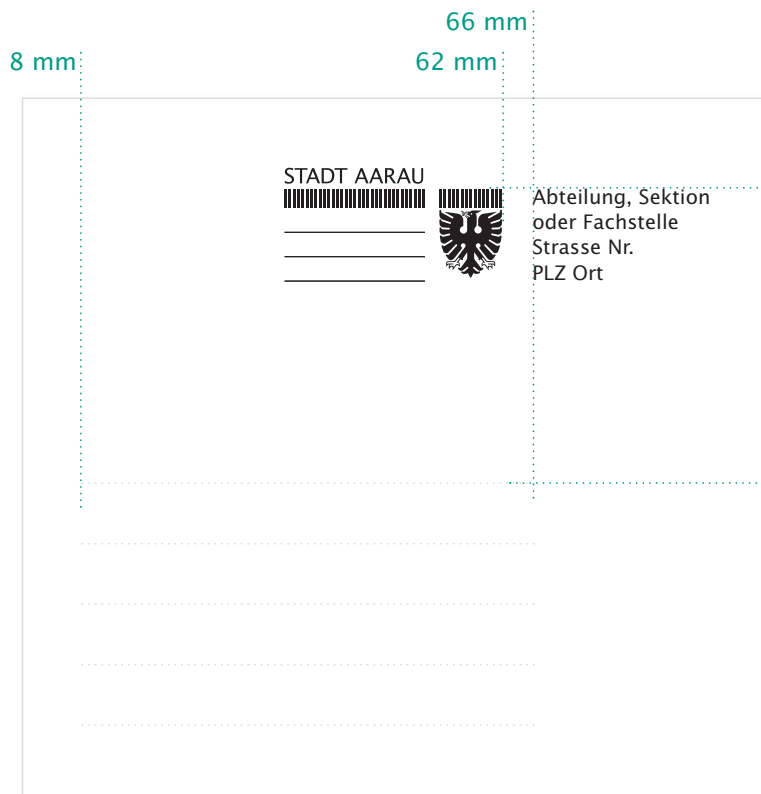 66 mm
8 mm
62 mm
STADT AARAU
Abteilung, Sektion
oder Fachstelle
Strasse Nr.
PLZ Ort